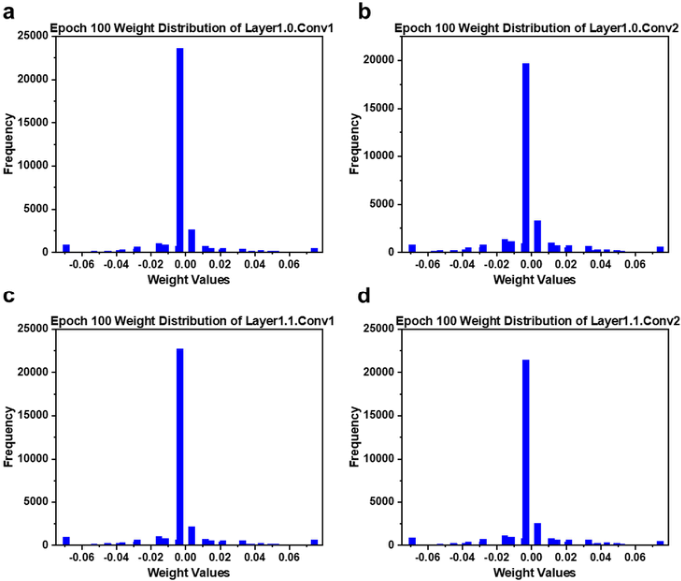 a
Epoch 100 Weight Distribution of Layer1.0.Conv1
25000
20000
15000
10000
5000
0
Frequency
-0.06 -0.04 -0.02 0.00 0.02 0.04 0.06
Weight Values
b
Epoch 100 Weight Distribution of Layer1.0.Conv2
20000
15000
10000
5000
0
Frequency
-0.06 -0.04 -0.02 0.00 0.02 0.04 0.06
Weight Values
c
Epoch 100 Weight Distribution of Layer1.1.Conv1
25000
20000
15000
10000
5000
0
Frequency
-0.06 -0.04 -0.02 0.00 0.02 0.04 0.06
Weight Values
d
Epoch 100 Weight Distribution of Layer1.1.Conv2
25000
20000
15000
10000
5000
0
Frequency
-0.06 -0.04 -0.02 0.00 0.02 0.04 0.06
Weight Values